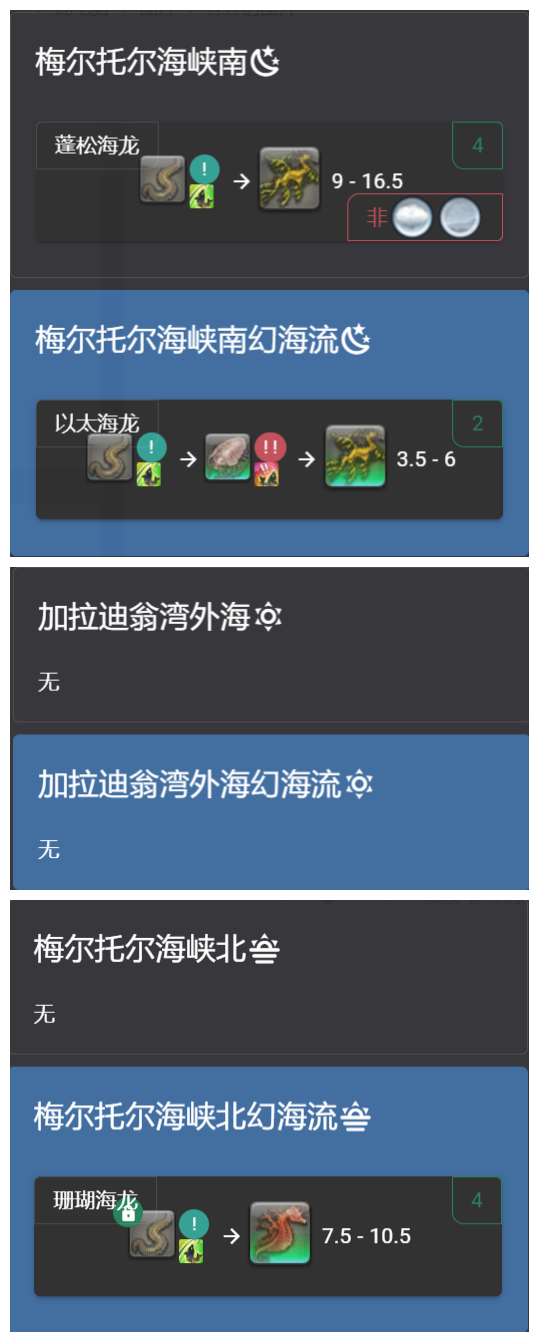 梅尔托尔海峡南
蓬松海龙
4
!
9 - 16.5
非
梅尔托尔海峡南幻海流
以太海龙
2
!
!!
3.5 - 6
加拉迪翁湾外海
无
加拉迪翁湾外海幻海流
无
梅尔托尔海峡北
无
梅尔托尔海峡北幻海流
珊瑚海龙
4
!
7.5 - 10.5